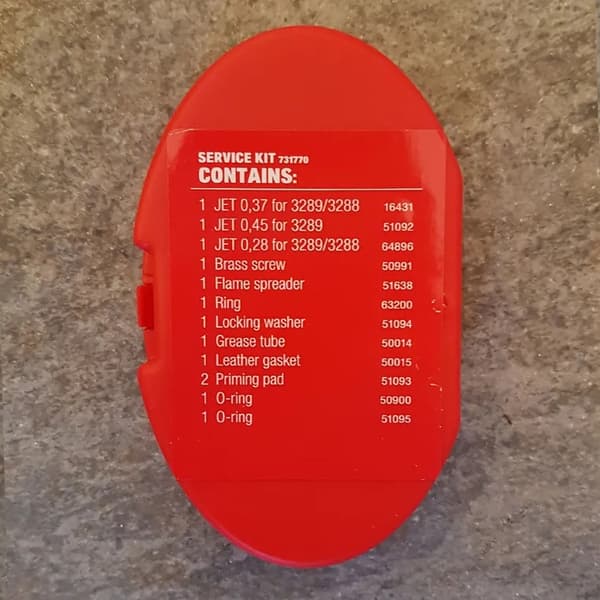 SERVICE KIT 731770
CONTAINS:
1 JET 0,37 for 3289/3288 16431
1 JET 0,45 for 3289 51092
1 JET 0,28 for 3289/3288 64896
1 Brass screw 50991
1 Flame spreader 51638
1 Ring 63200
1 Locking washer 51094
1 Grease tube 50014
1 Leather gasket 50015
2 Priming pad 51093
1 O-ring 50900
1 O-ring 51095